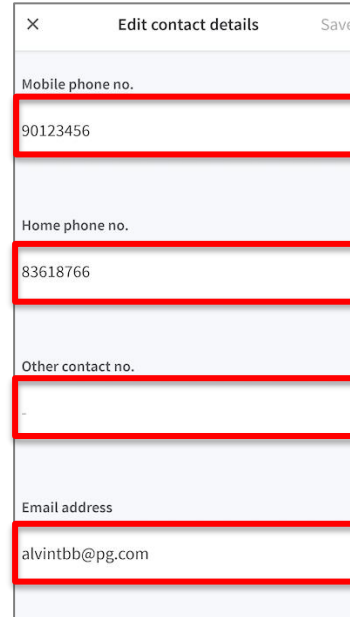 × Edit contact details Save
Mobile phone no.
90123456
Home phone no.
83618766
Other contact no.
-
Email address
alvintbb@pg.com